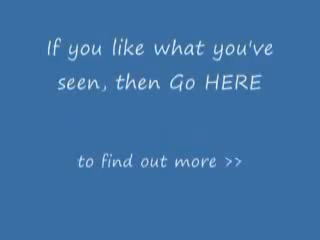 If you like what you've
seen, then Go HERE
to find out more >>